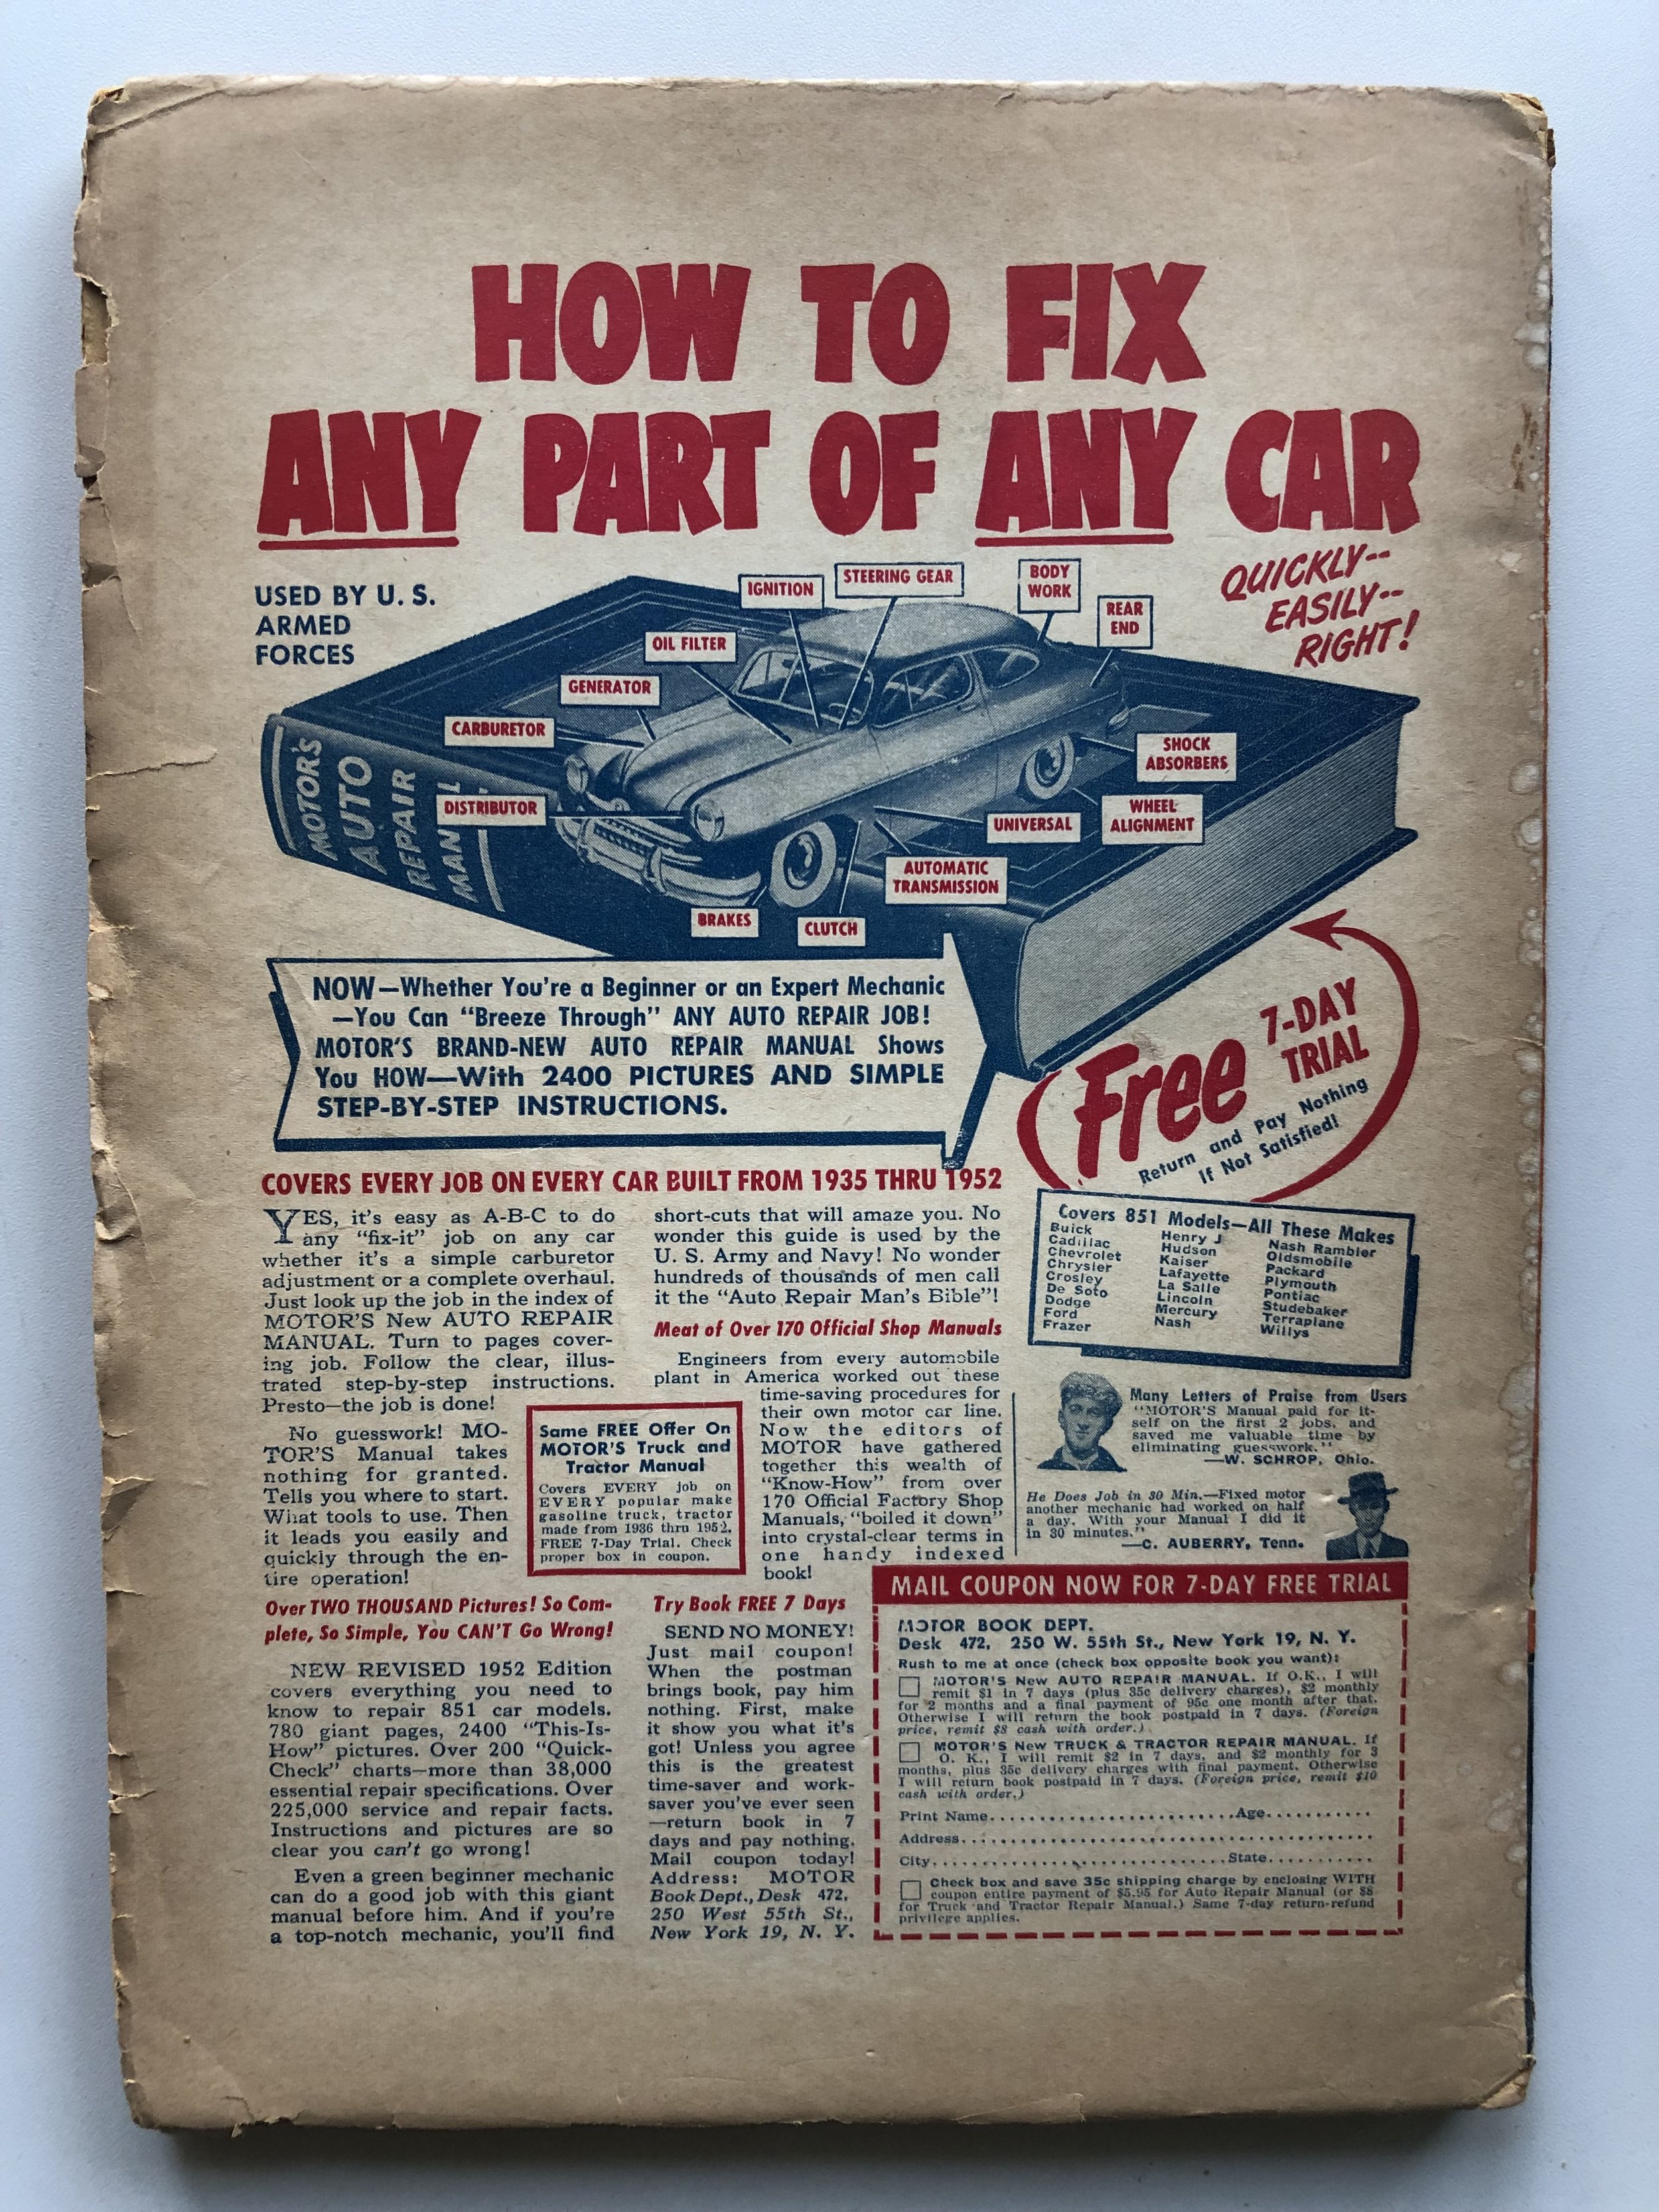 HOW TO FIX
ANY PART OF ANY CAR
QUICKLY--
EASILY--
RIGHT!
USED BY U. S.
ARMED
FORCES
IGNITION
STEERING GEAR
BODY
WORK
REAR
END
OIL FILTER
GENERATOR
CARBURETOR
DISTRIBUTOR
SHOCK
ABSORBERS
WHEEL
ALIGNMENT
UNIVERSAL
AUTOMATIC
TRANSMISSION
BRAKES
CLUTCH
MOTOR'S
AUTO
REPAIR
NOW—Whether You're a Beginner or an Expert Mechanic
—You Can "Breeze Through" ANY AUTO REPAIR JOB!
MOTOR'S BRAND-NEW AUTO REPAIR MANUAL Shows
You HOW—With 2400 PICTURES AND SIMPLE
STEP-BY-STEP INSTRUCTIONS.
Free 7-DAY
TRIAL
Return and Pay Nothing
If Not Satisfied!
COVERS EVERY JOB ON EVERY CAR BUILT FROM 1935 THRU 1952
YES, it's easy as A-B-C to do
any "fix-it" job on any car
whether it's a simple carburetor
adjustment or a complete overhaul.
Just look up the job in the index of
MOTOR'S New AUTO REPAIR
MANUAL. Turn to pages cover-
ing job. Follow the clear, illus-
trated step-by-step instructions.
Presto—the job is done!
No guesswork! MO-
TOR'S Manual takes
nothing for granted.
Tells you where to start.
What tools to use. Then
it leads you easily and
quickly through the en-
tire operation!
Over TWO THOUSAND Pictures! So Com-
plete, So Simple, You CAN'T Go Wrong!
NEW REVISED 1952 Edition
covers everything you need to
know to repair 851 car models.
780 giant pages, 2400 "This-Is-
How" pictures. Over 200 "Quick-
Check" charts—more than 38,000
essential repair specifications. Over
225,000 service and repair facts.
Instructions and pictures are so
clear you can't go wrong!
Even a green beginner mechanic
can do a good job with this giant
manual before him. And if you're
a top-notch mechanic, you'll find
short-cuts that will amaze you. No
wonder this guide is used by the
U. S. Army and Navy! No wonder
hundreds of thousands of men call
it the "Auto Repair Man's Bible"!
Meat of Over 170 Official Shop Manuals
Engineers from every automobile
plant in America worked out these
time-saving procedures for
their own motor car line.
Now the editors of
MOTOR have gathered
together this wealth of
"Know-How" from over
170 Official Factory Shop
Manuals, "boiled it down"
into crystal-clear terms in
one handy indexed
book!
Same FREE Offer On
MOTOR'S Truck and
Tractor Manual
Covers EVERY job on
EVERY popular make
gasoline truck, tractor
made from 1936 thru 1952.
FREE 7-Day Trial. Check
proper box in coupon.
Try Book FREE 7 Days
SEND NO MONEY!
Just mail coupon!
When the postman
brings book, pay him
nothing. First, make
it show you what it's
got! Unless you agree
this is the greatest
time-saver and work-
saver you've ever seen
—return book in 7
days and pay nothing.
Mail coupon today!
Address: MOTOR
Book Dept., Desk 472,
250 West 55th St.,
New York 19, N. Y.
Covers 851 Models—All These Makes
Buick
Cadillac
Chevrolet
Chrysler
Crosley
De Soto
Dodge
Ford
Frazer
Henry J
Hudson
Kaiser
Lafayette
La Salle
Lincoln
Mercury
Nash
Nash Rambler
Oldsmobile
Packard
Plymouth
Pontiac
Studebaker
Terraplane
Willys
Many Letters of Praise from Users
"MOTOR'S Manual paid for it-
self on the first 2 jobs, and
saved me valuable time by
eliminating guesswork."
—W. SCHROP, Ohio.
He Does Job in 30 Min.—Fixed motor
another mechanic had worked on half
a day. With your Manual I did it
in 30 minutes."
—C. AUBERRY, Tenn.
MAIL COUPON NOW FOR 7-DAY FREE TRIAL
MOTOR BOOK DEPT.
Desk 472, 250 W. 55th St., New York 19, N. Y.
Rush to me at once (check box opposite book you want):
MOTOR'S New AUTO REPAIR MANUAL. If O.K., I will
remit $1 in 7 days (plus 35c delivery charges), $2 monthly
for 2 months and a final payment of 95c one month after that.
Otherwise I will return the book postpaid in 7 days. (Foreign
price, remit $8 cash with order.)
MOTOR'S New TRUCK & TRACTOR REPAIR MANUAL. If
O. K., I will remit $2 in 7 days, and $2 monthly for 3
months, plus 35c delivery charges with final payment. Otherwise
I will return book postpaid in 7 days. (Foreign price, remit $10
cash with order.)
Print Name..............................Age...........
Address................................................
City...................................State...........
Check box and save 35c shipping charge by enclosing WITH
coupon entire payment of $5.95 for Auto Repair Manual (or $8
for Truck and Tractor Repair Manual.) Same 7-day return-refund
privilege applies.